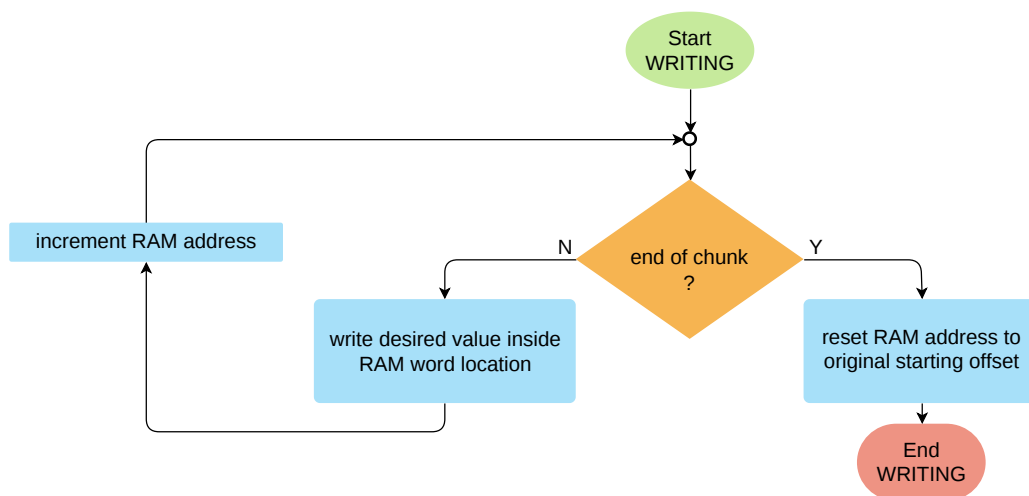 Start
WRITING
increment RAM address
N
end of chunk
?
Y
write desired value inside
RAM word location
reset RAM address to
original starting offset
End
WRITING